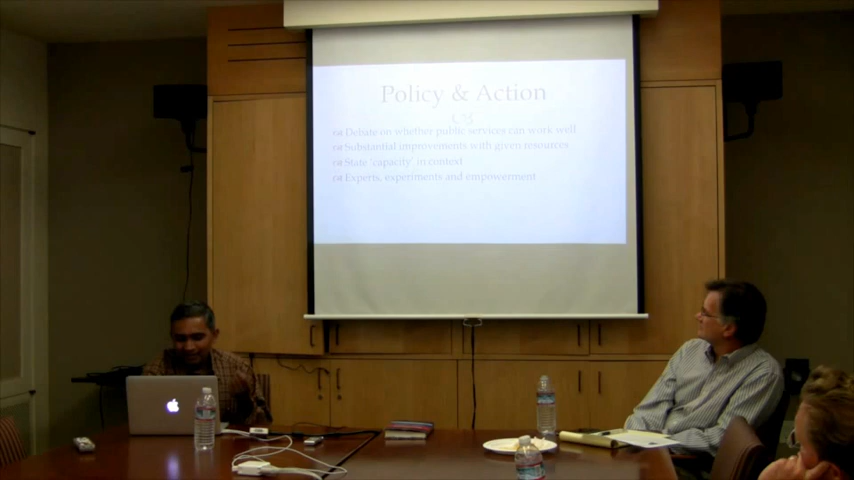 Policy & Action
Debate on whether public services can work well
Substantial improvements with given resources
State 'capacity' in context
Experts, experiments and empowerment